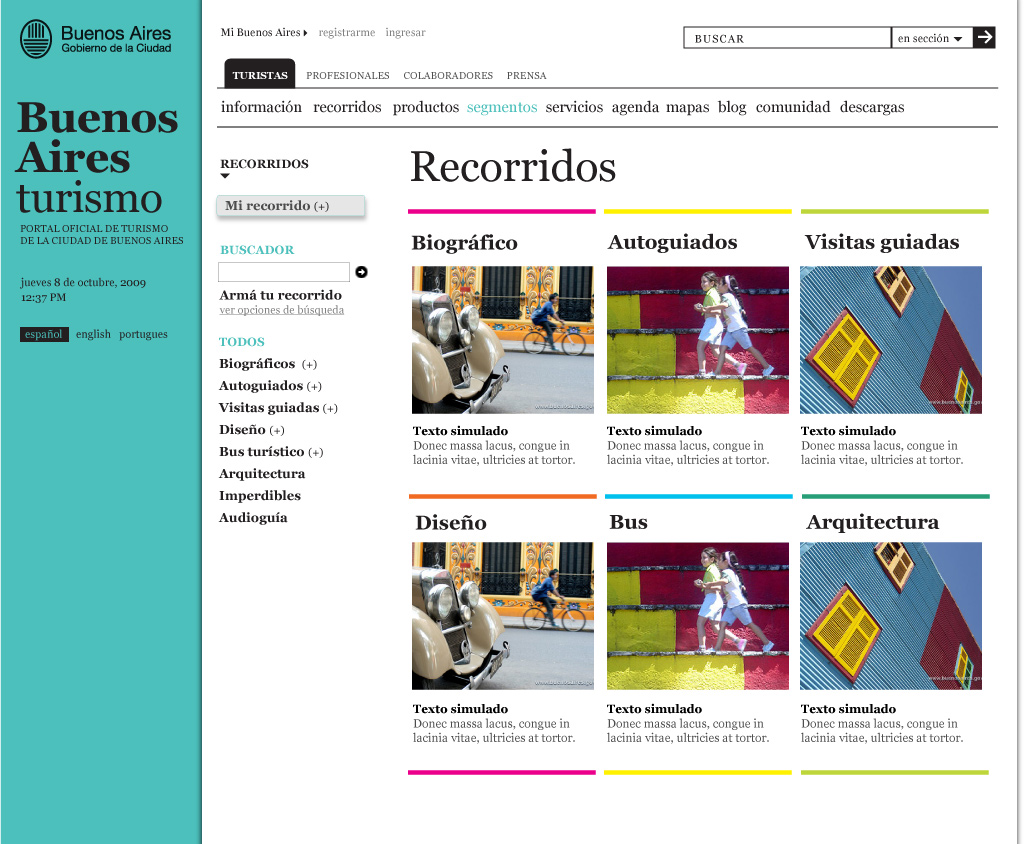 Buenos Aires
Gobierno de la Ciudad
Buenos
Aires
turismo
PORTAL OFICIAL DE TURISMO
DE LA CIUDAD DE BUENOS AIRES
jueves 8 de octubre, 2009
12:37 PM
español english portugues
Mi Buenos Aires registrarme ingresar
BUSCAR en sección
TURISTAS PROFESIONALES COLABORADORES PRENSA
información recorridos productos segmentos servicios agenda mapas blog comunidad descargas
RECORRIDOS
Mi recorrido (+)
BUSCADOR
Armá tu recorrido
ver opciones de búsqueda
TODOS
Biográficos (+)
Autoguiados (+)
Visitas guiadas (+)
Diseño (+)
Bus turístico (+)
Arquitectura
Imperdibles
Audioguía
Recorridos
Biográfico
Texto simulado
Donec massa lacus, congue in
lacinia vitae, ultricies at tortor.
Autoguiados
Texto simulado
Donec massa lacus, congue in
lacinia vitae, ultricies at tortor.
Visitas guiadas
Texto simulado
Donec massa lacus, congue in
lacinia vitae, ultricies at tortor.
Diseño
Texto simulado
Donec massa lacus, congue in
lacinia vitae, ultricies at tortor.
Bus
Texto simulado
Donec massa lacus, congue in
lacinia vitae, ultricies at tortor.
Arquitectura
Texto simulado
Donec massa lacus, congue in
lacinia vitae, ultricies at tortor.